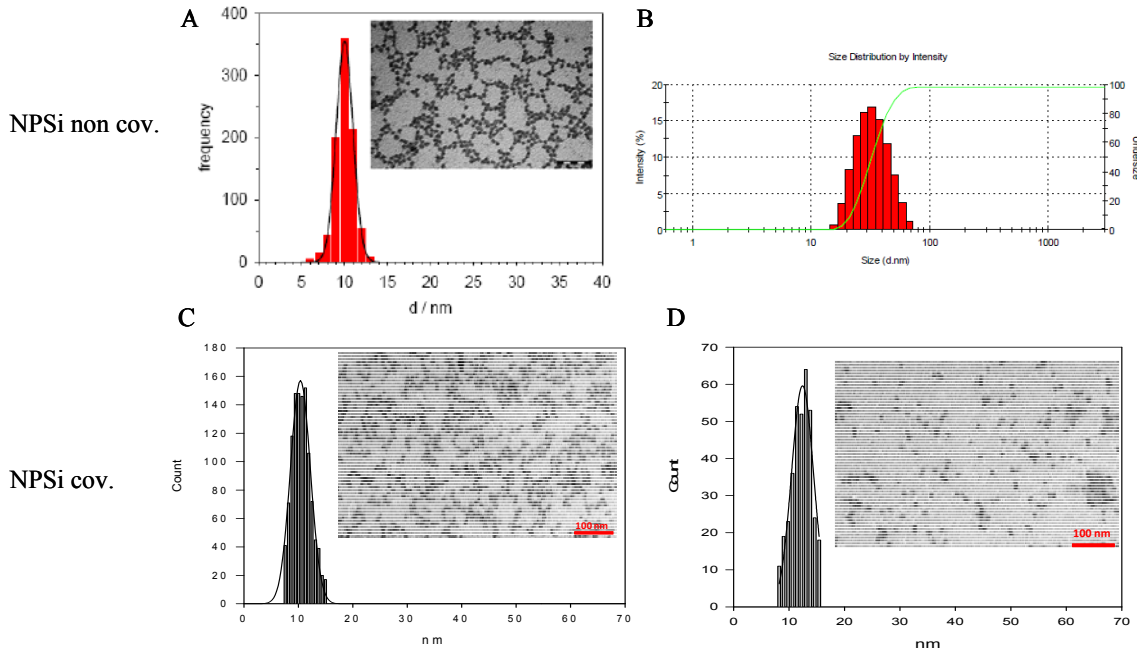 A
B
NPSi non cov.
frequency
400
300
200
100
0
0 5 10 15 20 25 30 35 40
d / nm
Size Distribution by Intensity
Intensity (%)
20
15
10
5
0
100
80
60
40
20
0
1 10 100 1000
Size (d.nm)
C
D
NPSi cov.
Count
180
160
140
120
100
80
60
40
20
0
0 10 20 30 40 50 60 70
nm
100 nm
Count
70
60
50
40
30
20
10
0
0 10 20 30 40 50 60 70
nm
100 nm